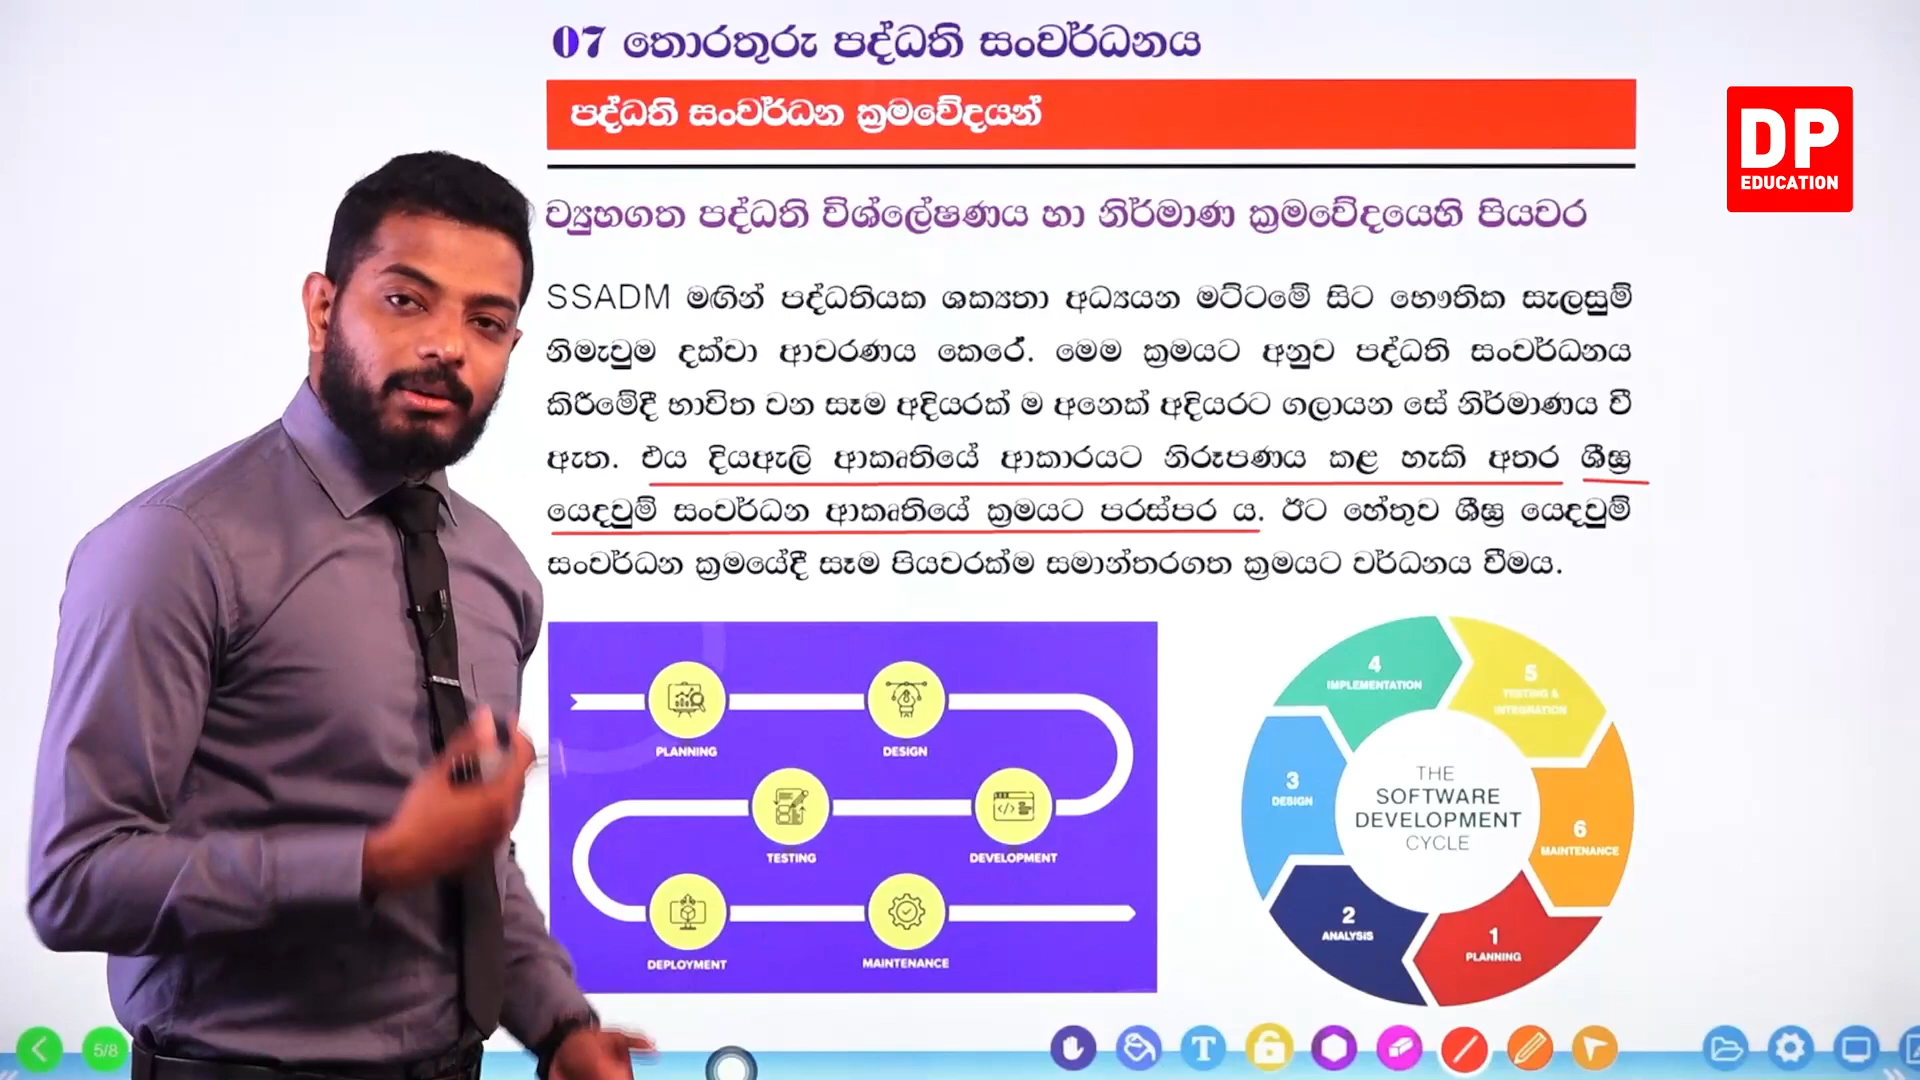 07 තොරතුරු පද්ධති සංවර්ධනය
පද්ධති සංවර්ධන ක්‍රමවේදයන්
DP
EDUCATION
ව්‍යුහගත පද්ධති විශ්ලේෂණය හා නිර්මාණ ක්‍රමවේදයෙහි පියවර
SSADM මඟින් පද්ධතියක ශක්‍යතා අධ්‍යයන මට්ටමේ සිට භෞතික සැලසුම්
නිමැවුම දක්වා ආවරණය කෙරේ. මෙම ක්‍රමයට අනුව පද්ධති සංවර්ධනය
කිරීමේදී භාවිත වන සෑම අදියරක් ම අනෙක් අදියරට ගලායන සේ නිර්මාණය වී
ඇත. එය දියඇලි ආකෘතියේ ආකාරයට නිරූපණය කළ හැකි අතර ශීඝ්‍ර
යෙදවුම් සංවර්ධන ආකෘතියේ ක්‍රමයට පරස්පර ය. ඊට හේතුව ශීඝ්‍ර යෙදවුම්
සංවර්ධන ක්‍රමයේදී සෑම පියවරක්ම සමාන්තරගත ක්‍රමයට වර්ධනය වීමය.
PLANNING
DESIGN
TESTING
DEVELOPMENT
DEPLOYMENT
MAINTENANCE
4
IMPLEMENTATION
5
TESTING &
INTEGRATION
3
DESIGN
THE
SOFTWARE
DEVELOPMENT
CYCLE
6
MAINTENANCE
2
ANALYSIS
1
PLANNING
5/8
T